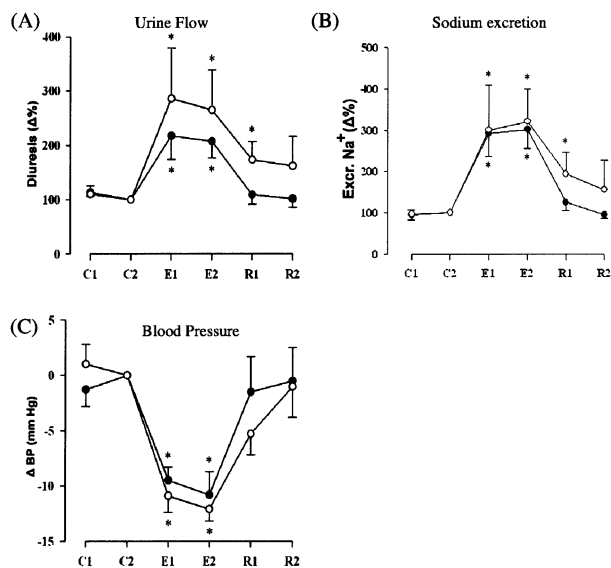 (A)
Urine Flow
Diuresis (Δ%)
400
300
200
100
0
* * *
* *
C1 C2 E1 E2 R1 R2
(B)
Sodium excretion
Excr. Na+ (Δ%)
500
400
300
200
100
0
* * *
* *
C1 C2 E1 E2 R1 R2
(C)
Blood Pressure
Δ BP (mm Hg)
5
0
-5
-10
-15
* *
* *
C1 C2 E1 E2 R1 R2